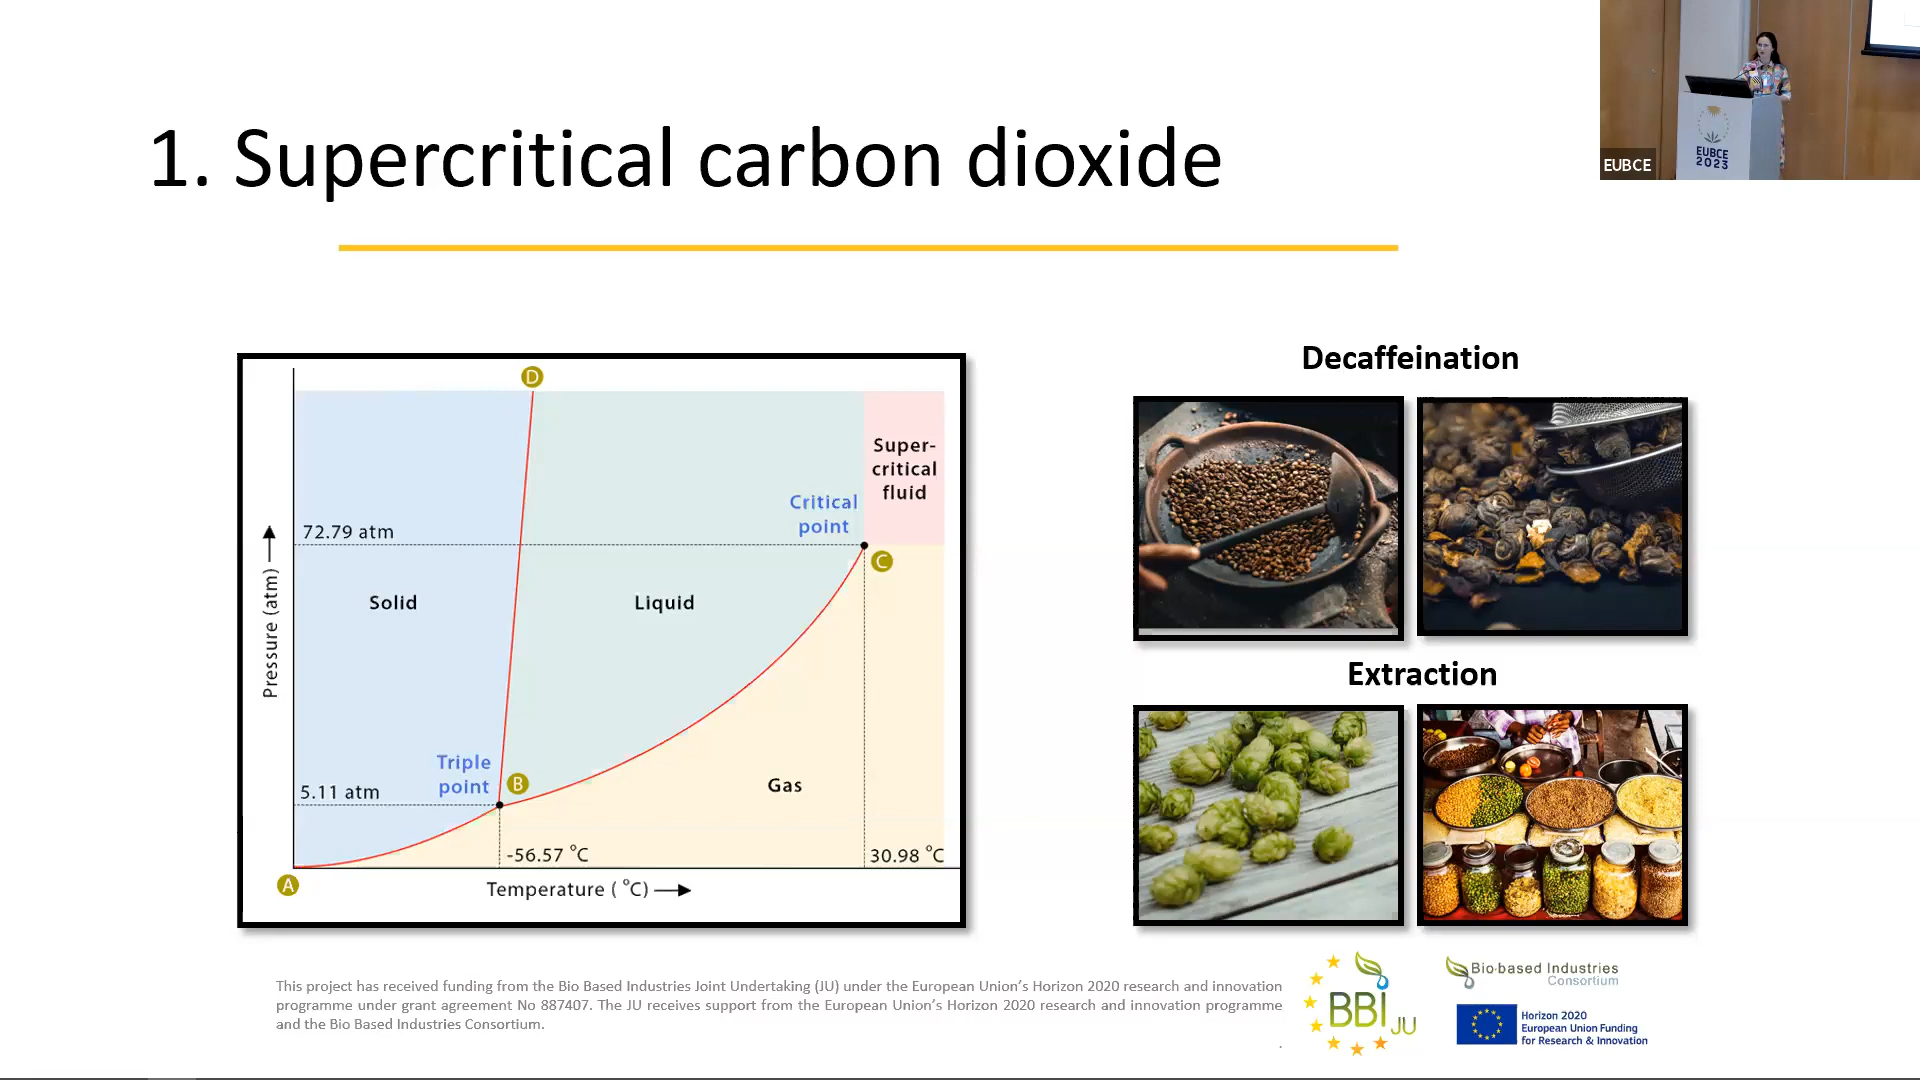 EUBCE
EUBCE
2023
1. Supercritical carbon dioxide
D
Super-
critical
fluid
Critical
point
72.79 atm
C
Solid
Liquid
Pressure (atm)
Triple
point
B
Gas
5.11 atm
-56.57 °C
30.98 °C
A
Temperature ( °C)
Decaffeination
Extraction
This project has received funding from the Bio Based Industries Joint Undertaking (JU) under the European Union’s Horizon 2020 research and innovation
programme under grant agreement No 887407. The JU receives support from the European Union’s Horizon 2020 research and innovation programme
and the Bio Based Industries Consortium.
.
BBI JU
Bio-based Industries
Consortium
Horizon 2020
European Union Funding
for Research & Innovation